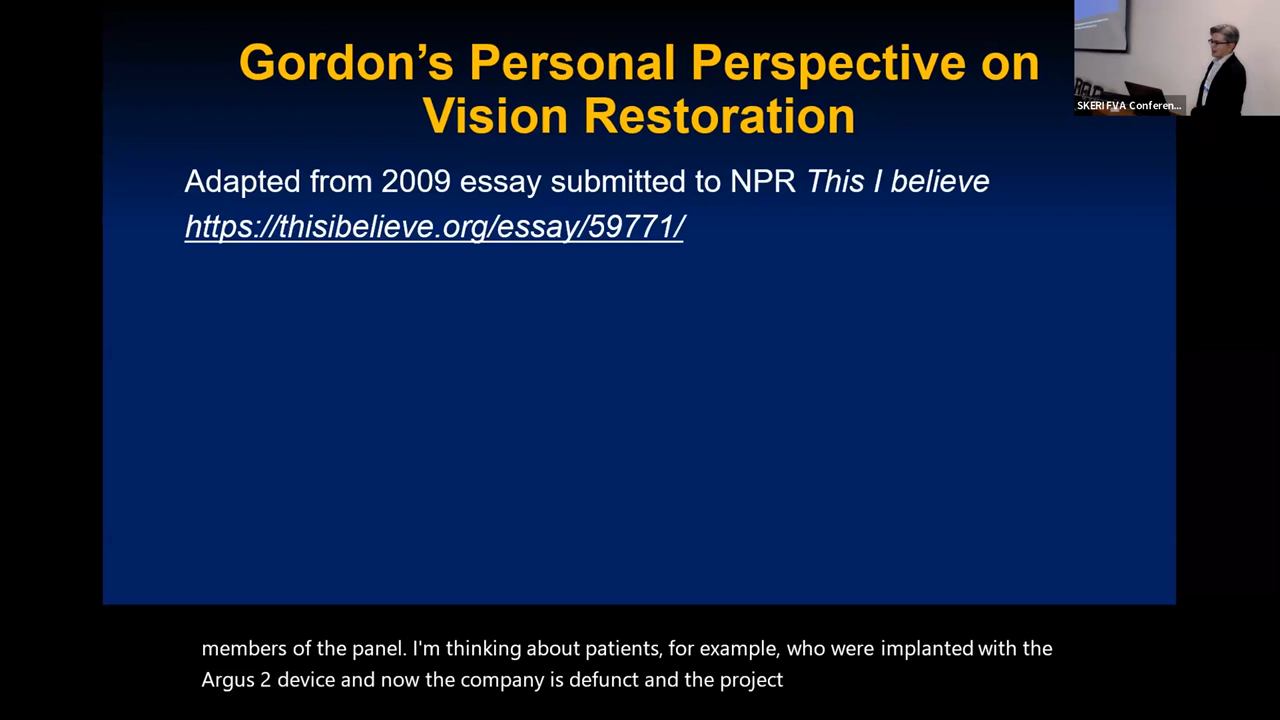 Gordon’s Personal Perspective on
Vision Restoration
Adapted from 2009 essay submitted to NPR This I believe
https://thisibelieve.org/essay/59771/
SKERI FVA Conferen...
members of the panel. I'm thinking about patients, for example, who were implanted with the
Argus 2 device and now the company is defunct and the project